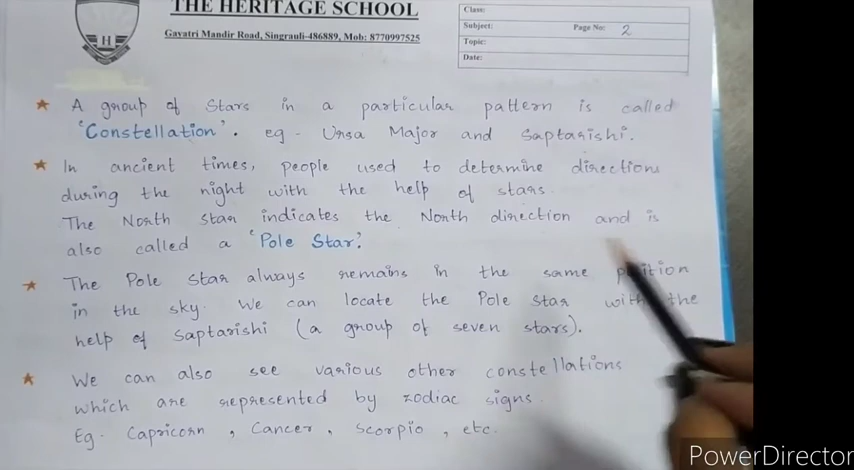 THE HERITAGE SCHOOL
Gayatri Mandir Road, Singrauli-486889, Mob: 8770997525
Class:
Subject: Page No: 2
Topic:
Date:
H
★ A group of stars in a particular pattern is called
'Constellation'. eg - Ursa Major and Saptarishi.
★ In ancient times, people used to determine directions
during the night with the help of stars.
The North star indicates the North direction and is
also called a 'Pole Star'.
★ The Pole star always remains in the same position
in the sky. We can locate the Pole star with the
help of saptarishi (a group of seven stars).
★ We can also see various other constellations
which are represented by zodiac signs.
Eg - Capricorn, Cancer, Scorpio, etc.
PowerDirector